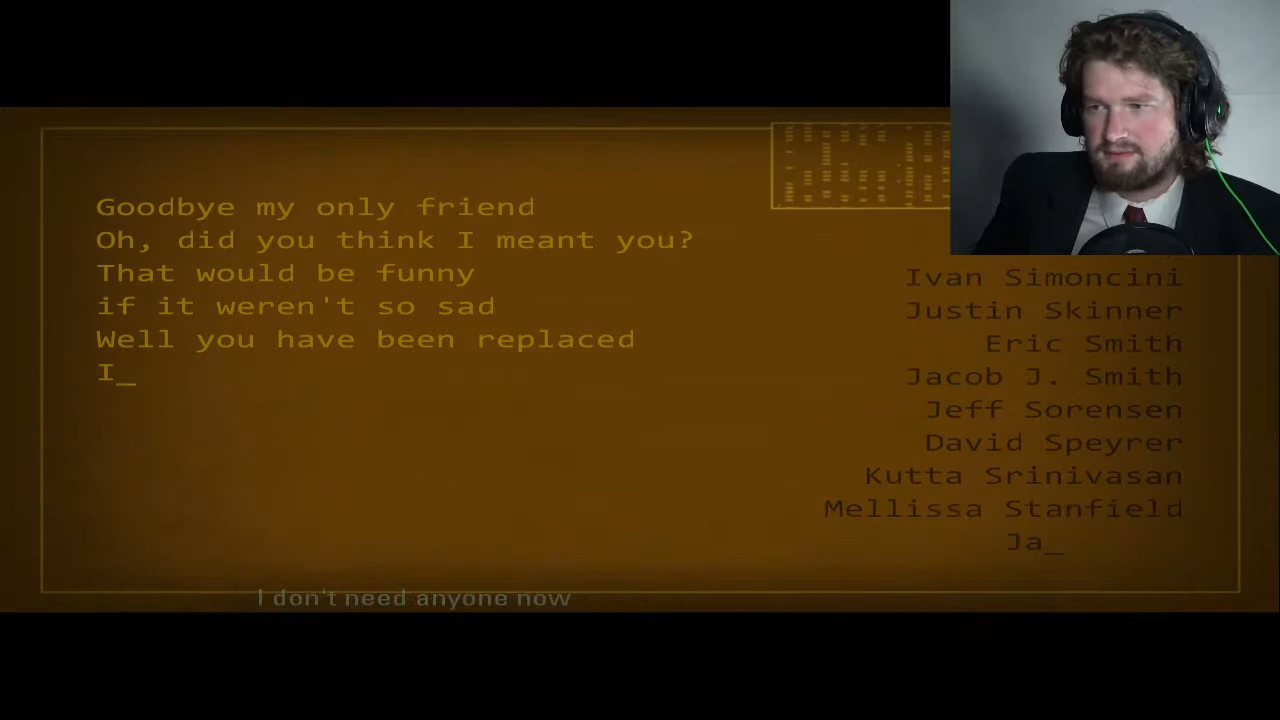 Goodbye my only friend
Oh, did you think I meant you?
That would be funny
if it weren't so sad
Well you have been replaced
I_
Ivan Simoncini
Justin Skinner
Eric Smith
Jacob J. Smith
Jeff Sorensen
David Speyrer
Kutta Srinivasan
Mellissa Stanfield
Ja_
I don't need anyone now